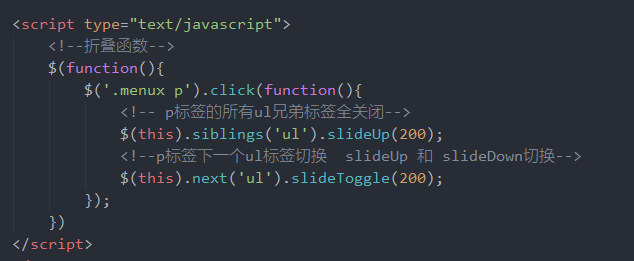 <script type="text/javascript">
<!--折叠函数-->
$(function(){
$('.menux p').click(function(){
<!-- p标签的所有ul兄弟标签全关闭-->
$(this).siblings('ul').slideUp(200);
<!--p标签下一个ul标签切换  slideUp 和 slideDown切换-->
$(this).next('ul').slideToggle(200);
});
})
</script>